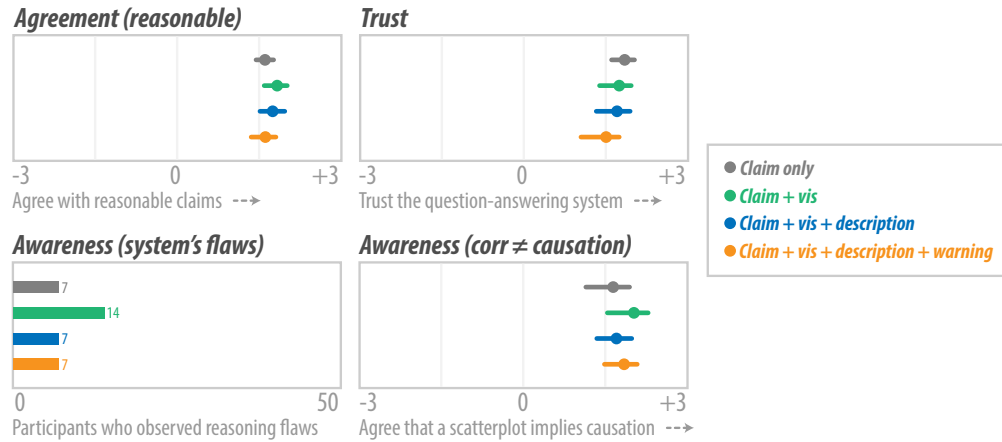 Agreement (reasonable)
-3 0 +3
Agree with reasonable claims
Trust
-3 0 +3
Trust the question-answering system
Claim only
Claim + vis
Claim + vis + description
Claim + vis + description + warning
Awareness (system's flaws)
7
14
7
7
0 50
Participants who observed reasoning flaws
Awareness (corr ≠ causation)
-3 0 +3
Agree that a scatterplot implies causation